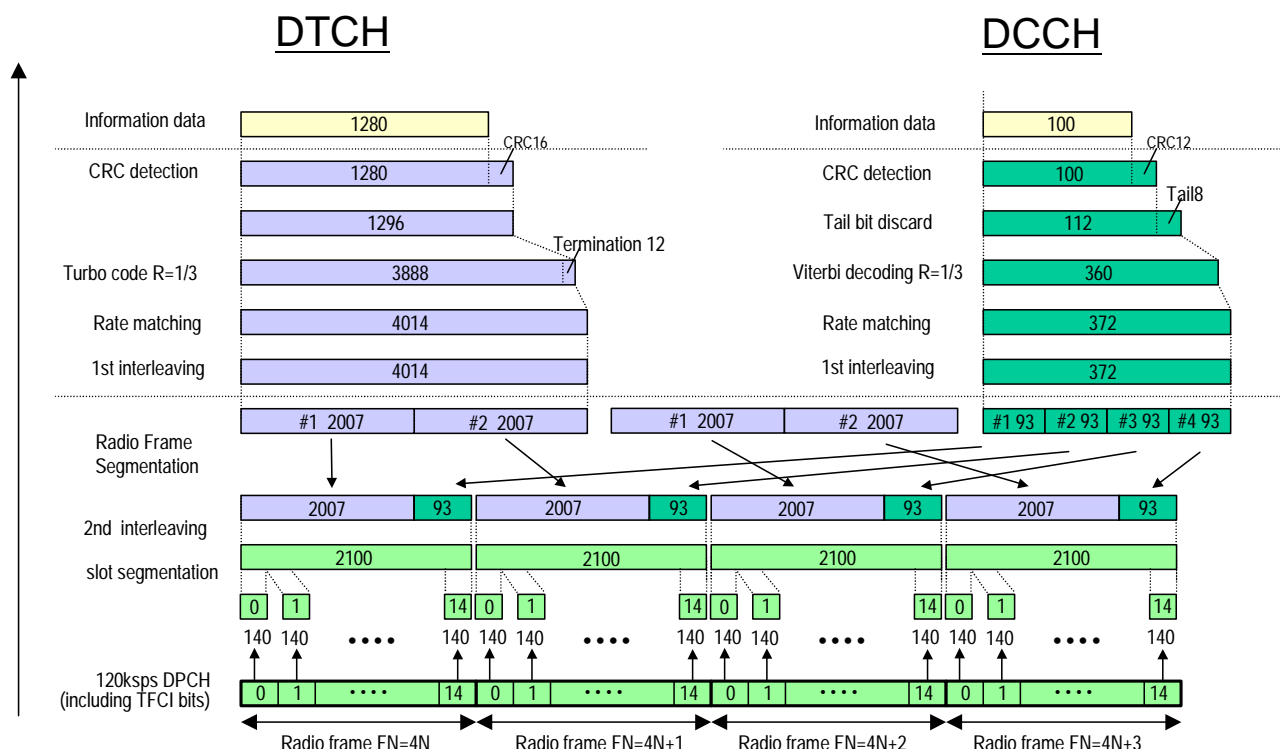 DTCH
DCCH
Information data
1280
Information data
100
CRC16
CRC12
CRC detection
1280
CRC detection
100
Tail8
1296
Tail bit discard
112
Termination 12
Turbo code R=1/3
3888
Viterbi decoding R=1/3
360
Rate matching
4014
Rate matching
372
1st interleaving
4014
1st interleaving
372
#1 2007
#2 2007
#1 2007
#2 2007
#1 93
#2 93
#3 93
#4 93
Radio Frame
Segmentation
2007
93
2007
93
2007
93
2007
93
2nd interleaving
2100
2100
2100
2100
slot segmentation
0
1
14
0
1
14
0
1
14
0
1
14
140
140
••••
140
140
140
••••
140
140
140
••••
140
140
140
••••
140
120ksps DPCH
(including TFCI bits)
0
1
••••
14
0
1
••••
14
0
1
••••
14
0
1
••••
14
Radio frame FN=4N
Radio frame FN=4N+1
Radio frame FN=4N+2
Radio frame FN=4N+3